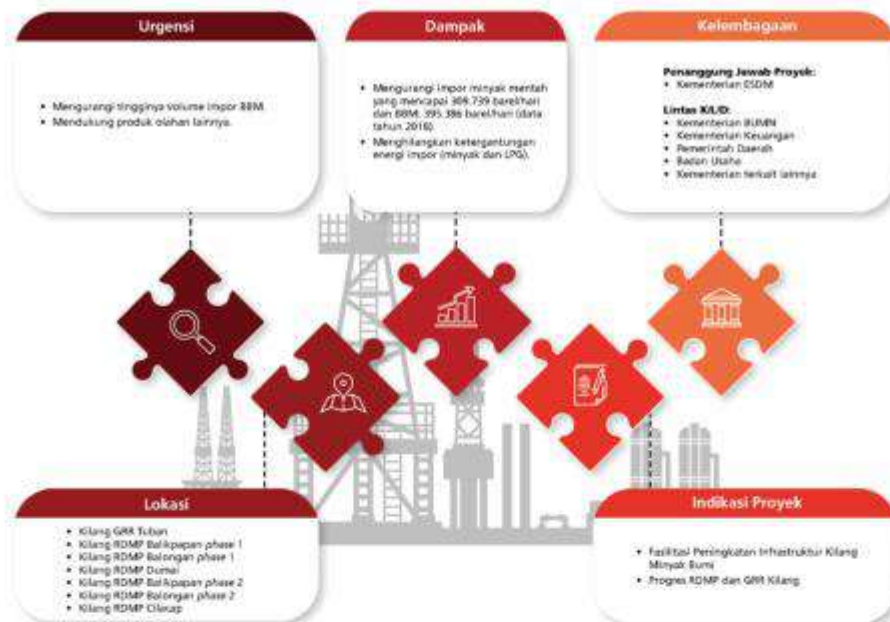 Urgensi
• Mengurangi tingginya volume impor BBM.
• Mendukung produk olahan lainnya.
Dampak
• Mengurangi impor minyak mentah
yang mencapai 309.739 barel/hari
dan BBM: 395.386 barel/hari (data
tahun 2018).
• Menghilangkan ketergantungan
energi impor (minyak dan LPG).
Kelembagaan
Penanggung Jawab Proyek:
• Kementerian ESDM
Lintas K/L/D:
• Kementerian BUMN
• Kementerian Keuangan
• Pemerintah Daerah
• Badan Usaha
• Kementerian terkait lainnya
Lokasi
• Kilang GRR Tuban
• Kilang RDMP Balikpapan phase 1
• Kilang RDMP Balongan phase 1
• Kilang RDMP Dumai
• Kilang RDMP Balikpapan phase 2
• Kilang RDMP Balongan phase 2
• Kilang RDMP Cilacap
Indikasi Proyek
• Fasilitasi Peningkatan Infrastruktur Kilang
Minyak Bumi
• Progres RDMP dan GRR Kilang